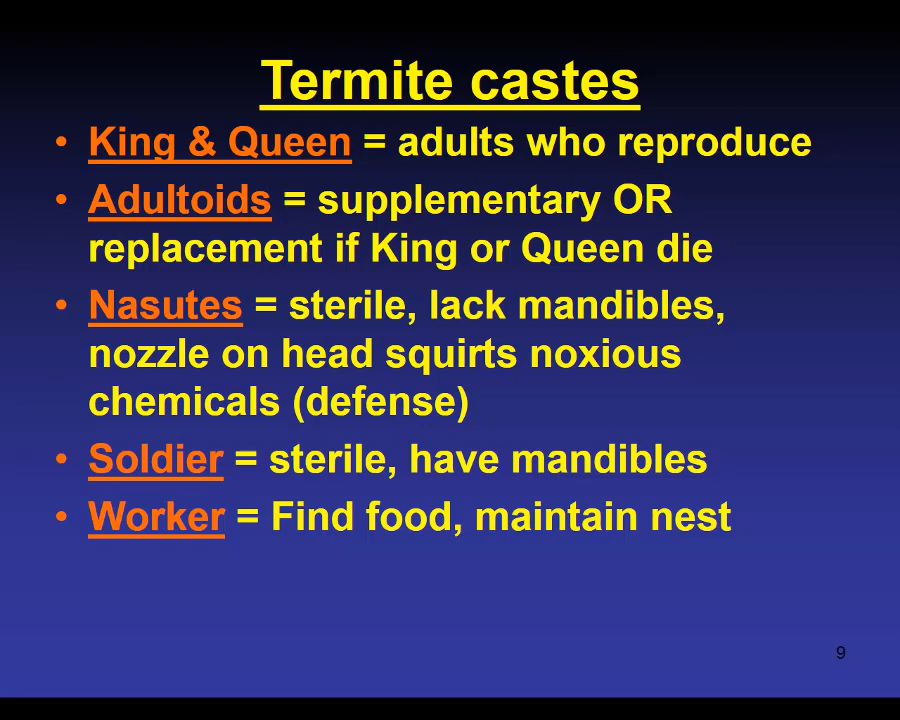 Termite castes
• King & Queen = adults who reproduce
• Adultoids = supplementary OR
replacement if King or Queen die
• Nasutes = sterile, lack mandibles,
nozzle on head squirts noxious
chemicals (defense)
• Soldier = sterile, have mandibles
• Worker = Find food, maintain nest
9